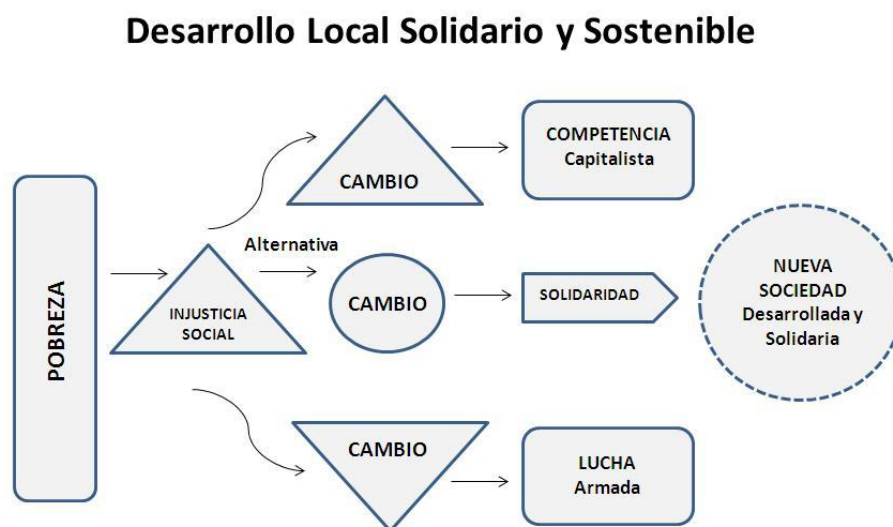 Desarrollo Local Solidario y Sostenible
POBREZA
INJUSTICIA
SOCIAL
CAMBIO
COMPETENCIA
Capitalista
Alternativa
CAMBIO
SOLIDARIDAD
NUEVA
SOCIEDAD
Desarrollada y
Solidaria
CAMBIO
LUCHA
Armada